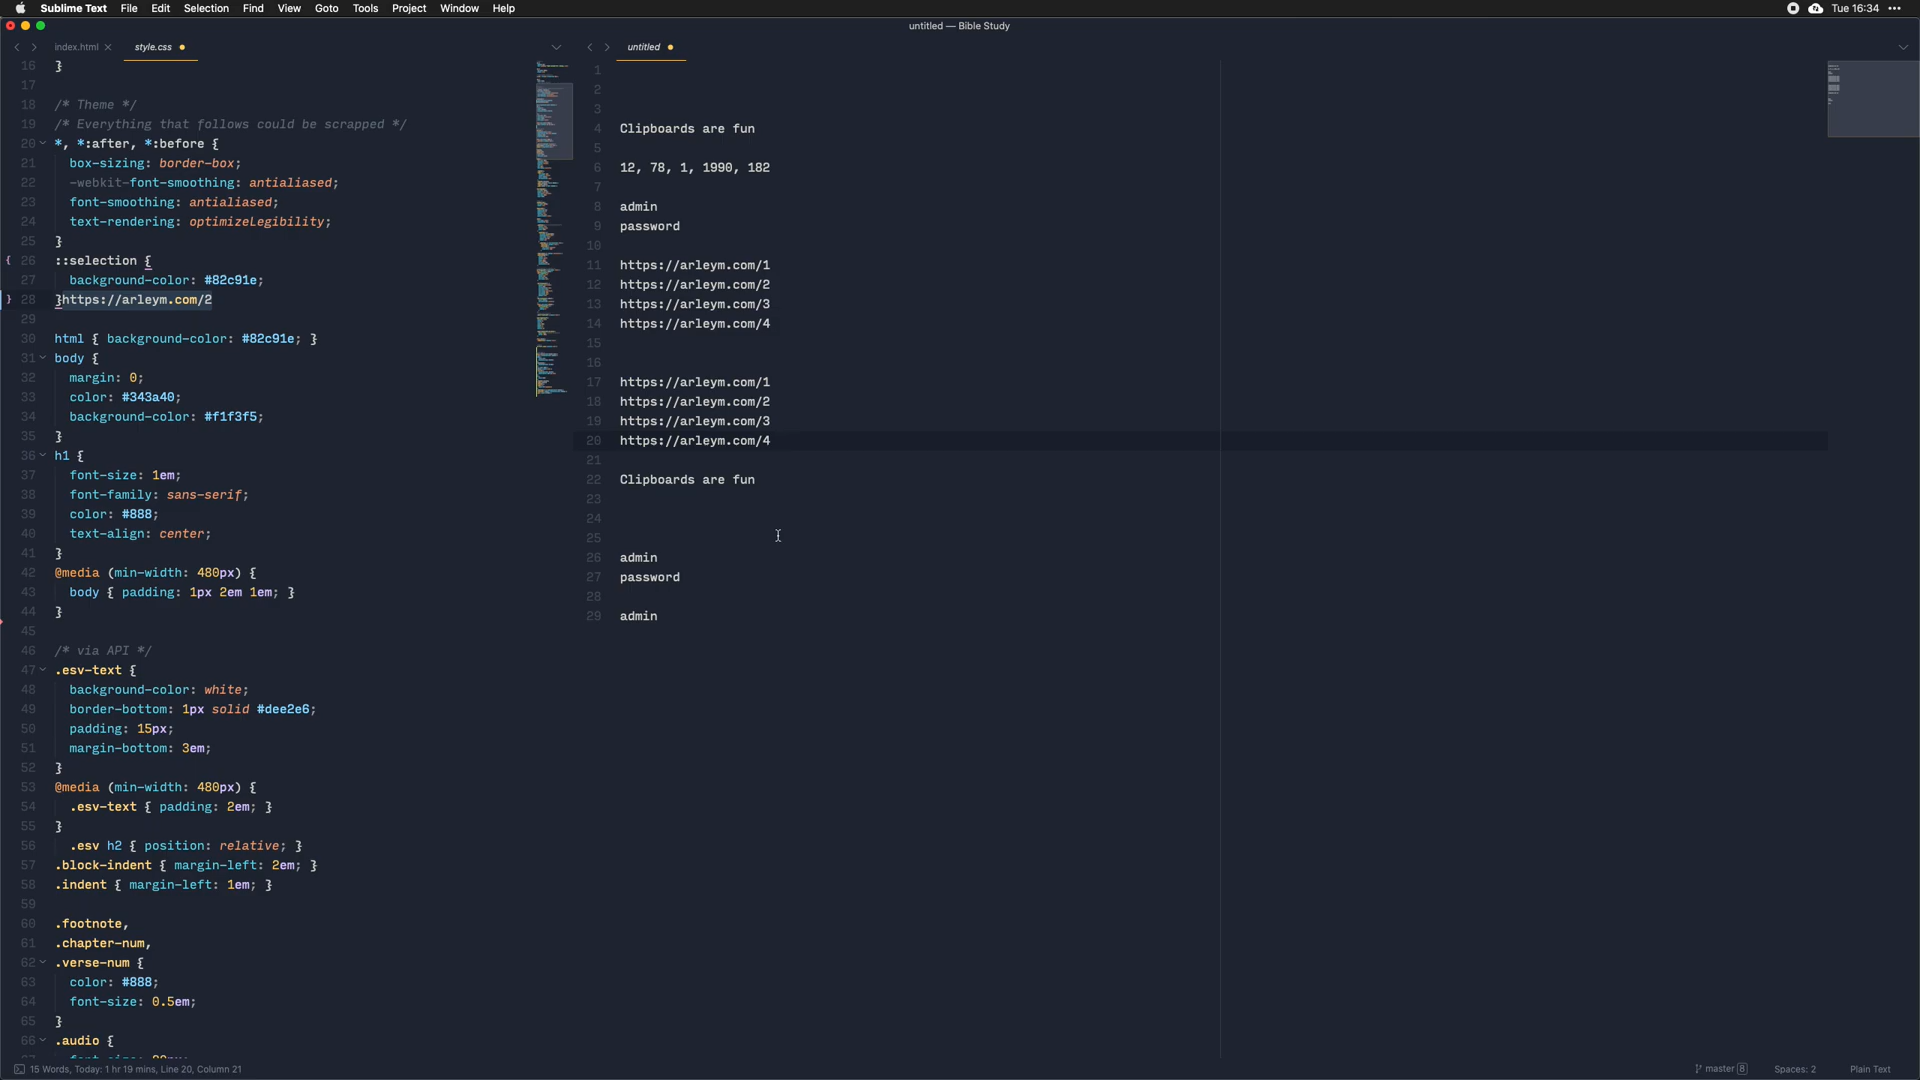 Sublime Text File Edit Selection Find View Goto Tools Project Window Help Tue 16:34
untitled — Bible Study
index.html style.css
16 }
17
18 /* Theme */
19 /* Everything that follows could be scrapped */
20 *, *:after, *:before {
21 box-sizing: border-box;
22 -webkit-font-smoothing: antialiased;
23 font-smoothing: antialiased;
24 text-rendering: optimizeLegibility;
25 }
26 ::selection {
27 background-color: #82c91e;
28 }https://arleym.com/2
29
30 html { background-color: #82c91e; }
31 body {
32 margin: 0;
33 color: #343a40;
34 background-color: #f1f3f5;
35 }
36 h1 {
37 font-size: 1em;
38 font-family: sans-serif;
39 color: #888;
40 text-align: center;
41 }
42 @media (min-width: 480px) {
43 body { padding: 1px 2em 1em; }
44 }
45
46 /* via API */
47 .esv-text {
48 background-color: white;
49 border-bottom: 1px solid #dee2e6;
50 padding: 15px;
51 margin-bottom: 3em;
52 }
53 @media (min-width: 480px) {
54 .esv-text { padding: 2em; }
55 }
56 .esv h2 { position: relative; }
57 .block-indent { margin-left: 2em; }
58 .indent { margin-left: 1em; }
59
60 .footnote,
61 .chapter-num,
62 .verse-num {
63 color: #888;
64 font-size: 0.5em;
65 }
66 .audio {
untitled
1
2
3
4 Clipboards are fun
5
6 12, 78, 1, 1990, 182
7
8 admin
9 password
10
11 https://arleym.com/1
12 https://arleym.com/2
13 https://arleym.com/3
14 https://arleym.com/4
15
16
17 https://arleym.com/1
18 https://arleym.com/2
19 https://arleym.com/3
20 https://arleym.com/4
21
22 Clipboards are fun
23
24
25
26 admin
27 password
28
29 admin
15 Words, Today: 1 hr 19 mins, Line 20, Column 21
master 8 Spaces: 2 Plain Text